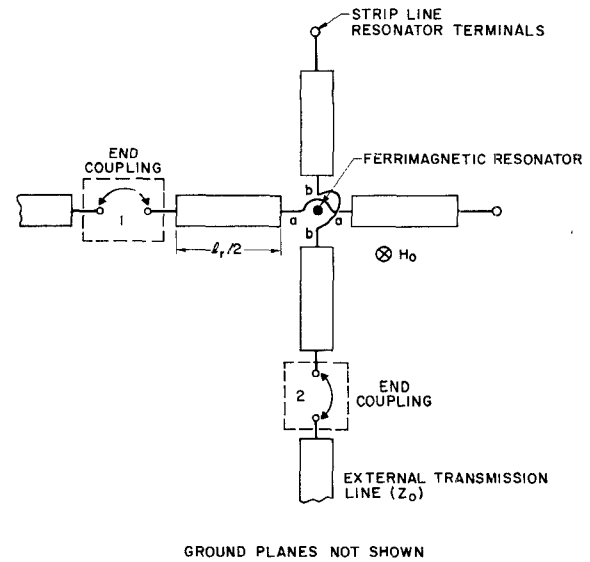 STRIP LINE
RESONATOR TERMINALS
END
COUPLING
FERRIMAGNETIC RESONATOR
b
1
a
a
b
ℓr/2
H₀
2
END
COUPLING
EXTERNAL TRANSMISSION
LINE (Z₀)
GROUND PLANES NOT SHOWN